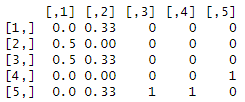 [,1] [,2] [,3] [,4] [,5]
[1,]  0.0 0.33    0    0    0
[2,]  0.5 0.00    0    0    0
[3,]  0.5 0.33    0    0    0
[4,]  0.0 0.00    0    0    1
[5,]  0.0 0.33    1    1    0